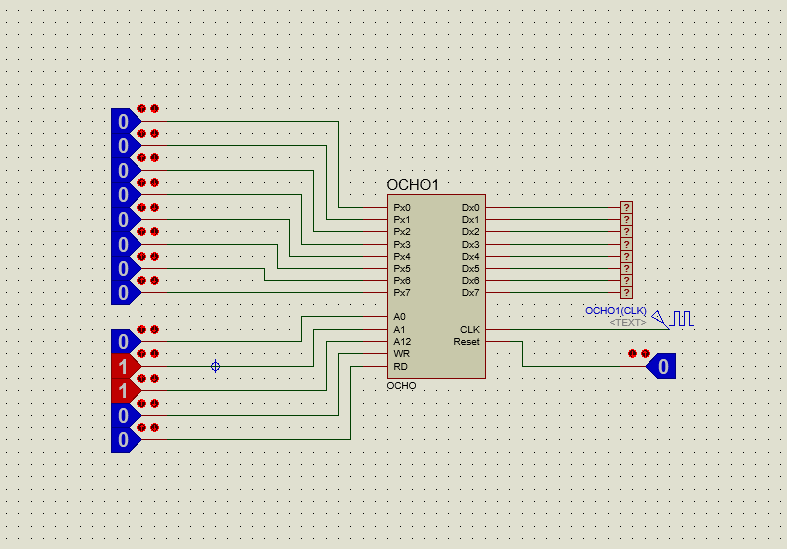 0
0
0
0
0
0
0
0
OCHO1
Px0 Dx0 ?
Px1 Dx1 ?
Px2 Dx2 ?
Px3 Dx3 ?
Px4 Dx4 ?
Px5 Dx5 ?
Px6 Dx6 ?
Px7 Dx7 ?
OCHO1(CLK)
<TEXT>
A0
A1 CLK
A12 Reset
WR
RD
OCHO
0
1
1
0
0
0